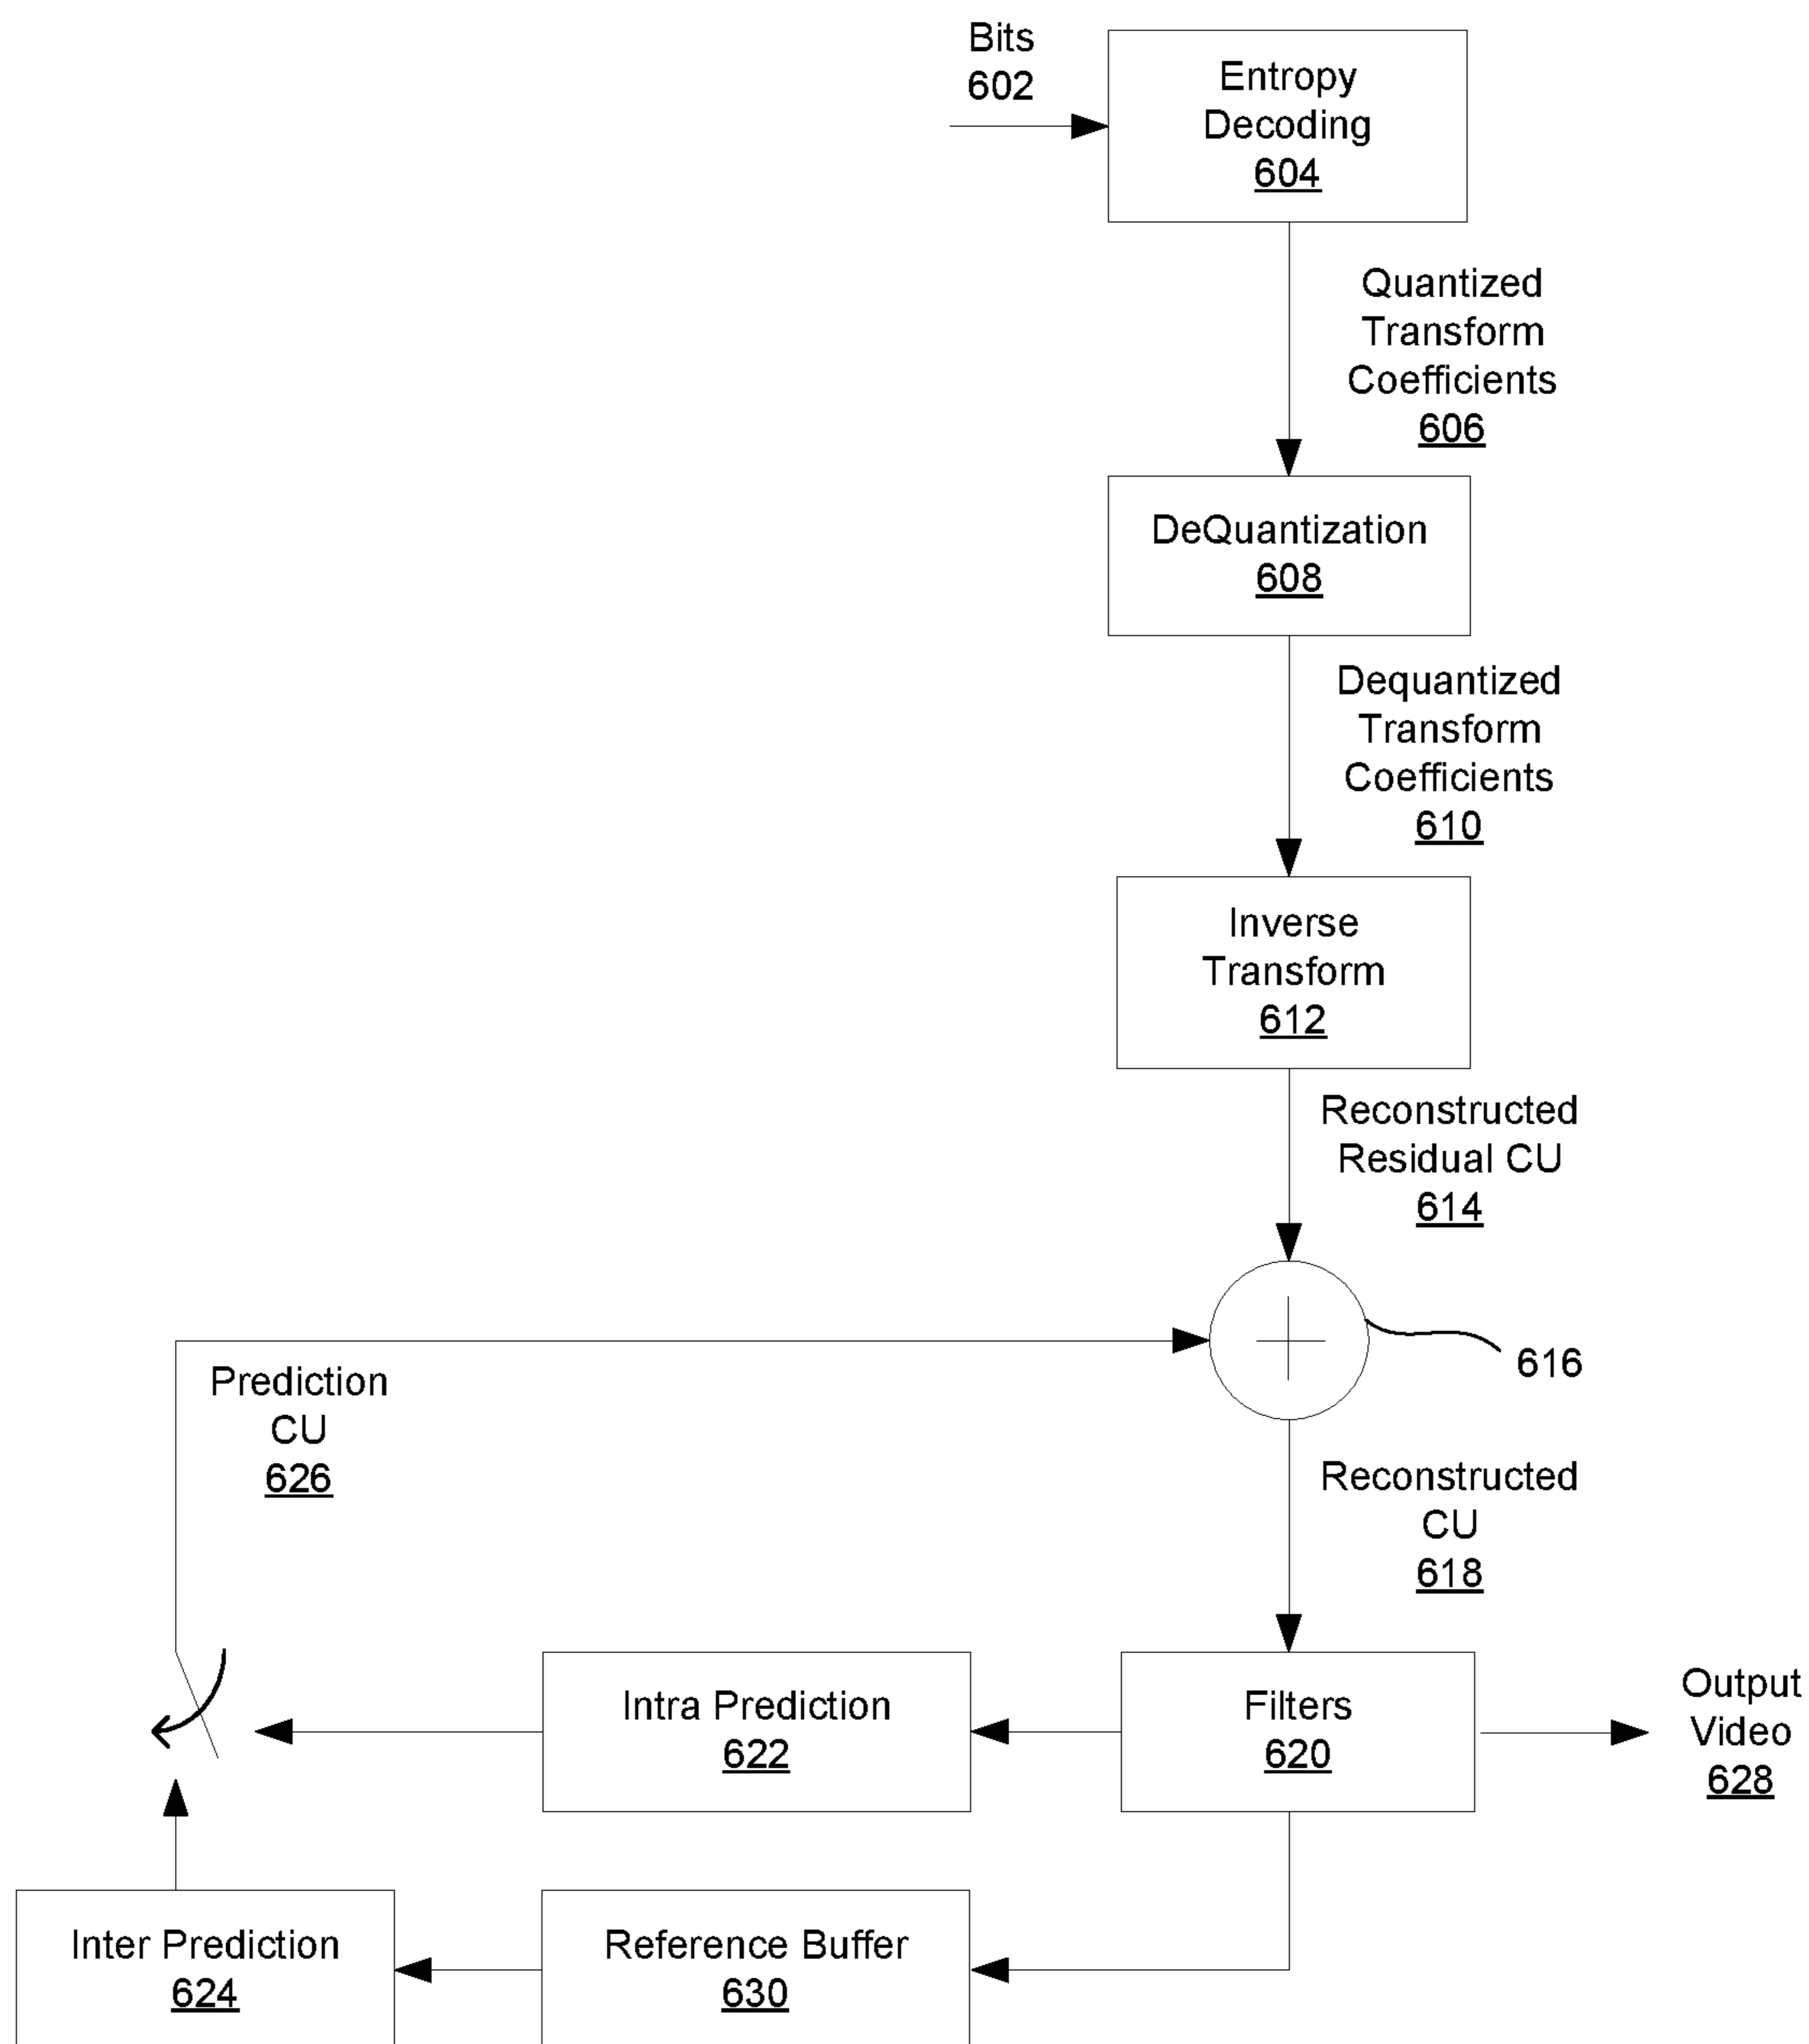 Bits
602
Entropy
Decoding
604
Quantized
Transform
Coefficients
606
DeQuantization
608
Dequantized
Transform
Coefficients
610
Inverse
Transform
612
Reconstructed
Residual CU
614
616
Prediction
CU
626
Reconstructed
CU
618
Intra Prediction
622
Filters
620
Output
Video
628
Inter Prediction
624
Reference Buffer
630